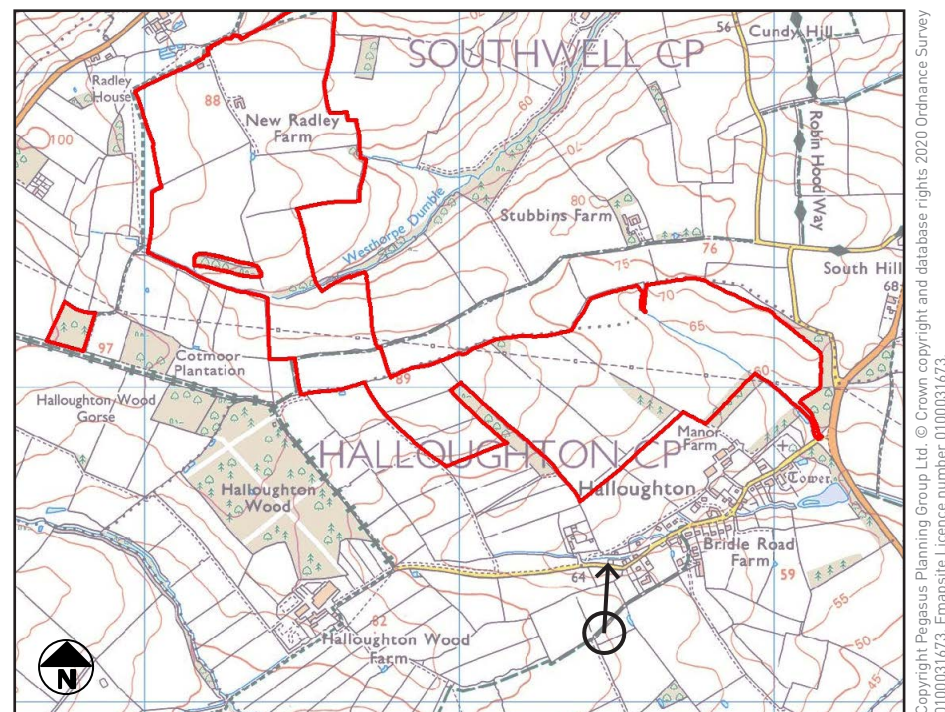 SOUTHWELL CP
56
Cundy Hill
Radley
House
88
60
100
New Radley
Farm
70
Robin Hood Way
Westhorpe Dumble
80
Stubbins Farm
76
75
South Hill
68
70
65
97
Cotmoor
Plantation
89
80
Halloughton Wood
Gorse
HALLOUGHTON CP
Manor
Farm
Halloughton
Tower
Halloughton
Wood
Bridle Road
Farm
64
59
55
82
Halloughton Wood
Farm
50
45
N
Copyright Pegasus Planning Group Ltd. © Crown copyright and database rights 2020 Ordnance Survey
0100031673. Emapsite Licence number 0100031673